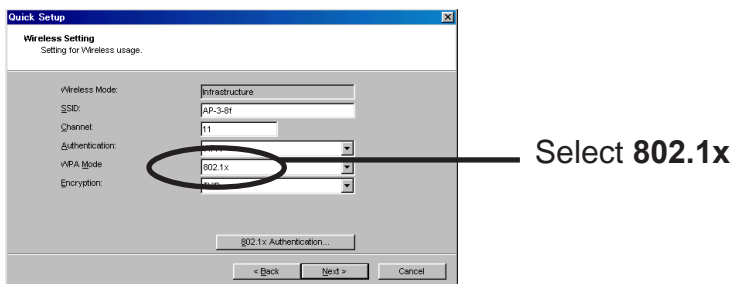 Quick Setup
Wireless Setting
Setting for Wireless usage.
Wireless Mode: Infrastructure
SSID: AP-3-8f
Channel: 11
Authentication:
WPA Mode 802.1x
Encryption:
802.1x Authentication...
< Back Next > Cancel
Select 802.1x